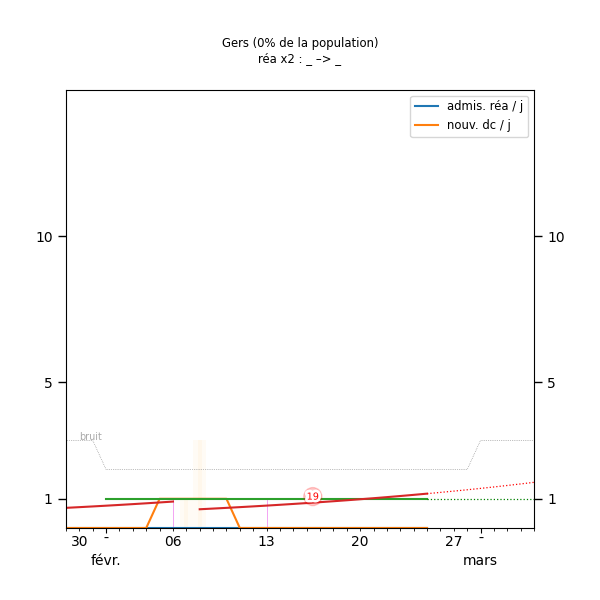 Gers (0% de la population)
réa x2 : _ –> _
admis. réa / j
nouv. dc / j
10 10
5 5
bruit
19
1 1
30 - 06 13 20 27 -
févr. mars